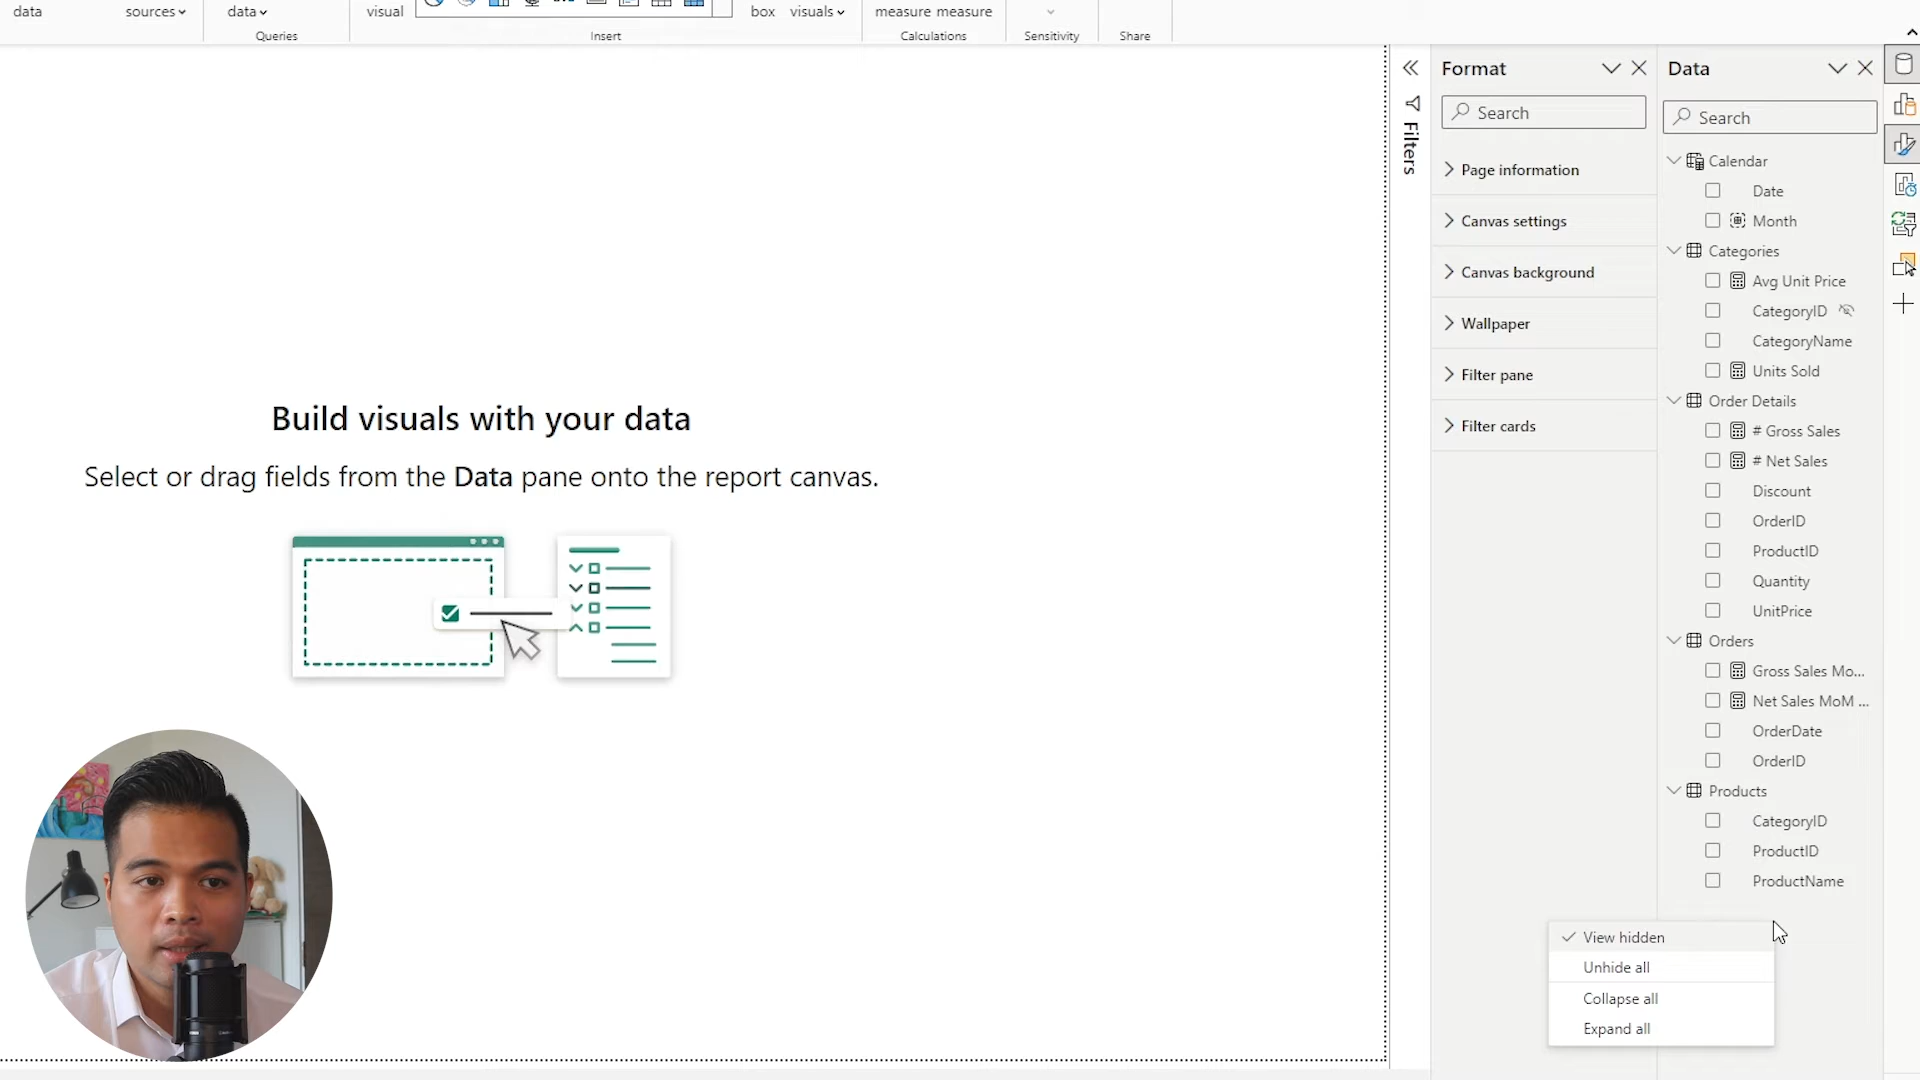 data
sources
data
visual
box
visuals
measure measure
Queries
Insert
Calculations
Sensitivity
Share
Build visuals with your data
Select or drag fields from the Data pane onto the report canvas.
Filters
Format
Search
Page information
Canvas settings
Canvas background
Wallpaper
Filter pane
Filter cards
Data
Search
Calendar
Date
Month
Categories
Avg Unit Price
CategoryID
CategoryName
Units Sold
Order Details
# Gross Sales
# Net Sales
Discount
OrderID
ProductID
Quantity
UnitPrice
Orders
Gross Sales Mo...
Net Sales MoM ...
OrderDate
OrderID
Products
CategoryID
ProductID
ProductName
View hidden
Unhide all
Collapse all
Expand all